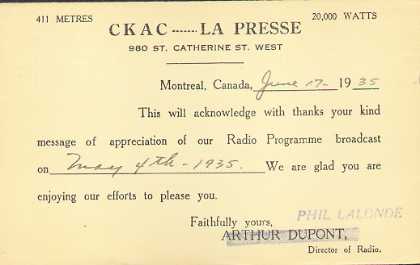 411 METRES 20,000 WATTS
CKAC ------ LA PRESSE
980 ST. CATHERINE ST. WEST
Montreal, Canada, June 17- 1935
This will acknowledge with thanks your kind
message of appreciation of our Radio Programme broadcast
on May 4th - 1935. We are glad you are
enjoying our efforts to please you.
Faithfully yours,
PHIL LALONDE
ARTHUR DUPONT,
Director of Radio.